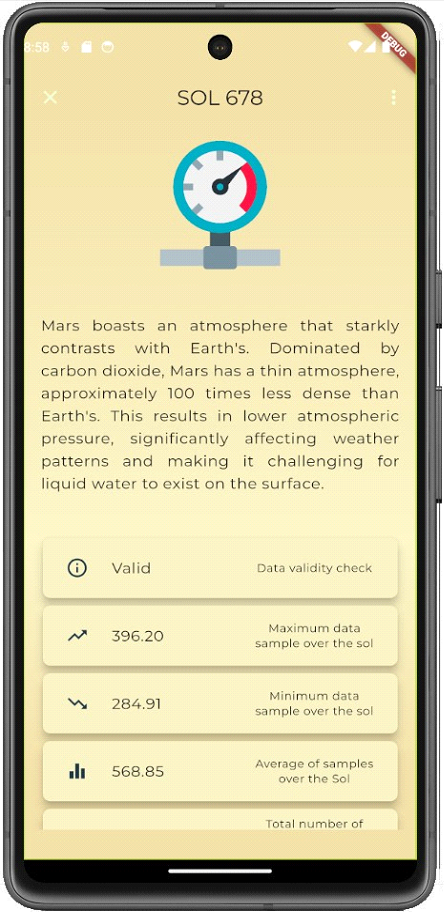 8:58
DEBUG
SOL 678
Mars boasts an atmosphere that starkly
contrasts with Earth's. Dominated by
carbon dioxide, Mars has a thin atmosphere,
approximately 100 times less dense than
Earth's. This results in lower atmospheric
pressure, significantly affecting weather
patterns and making it challenging for
liquid water to exist on the surface.
Valid
Data validity check
396.20
Maximum data
sample over the sol
284.91
Minimum data
sample over the sol
568.85
Average of samples
over the Sol
Total number of